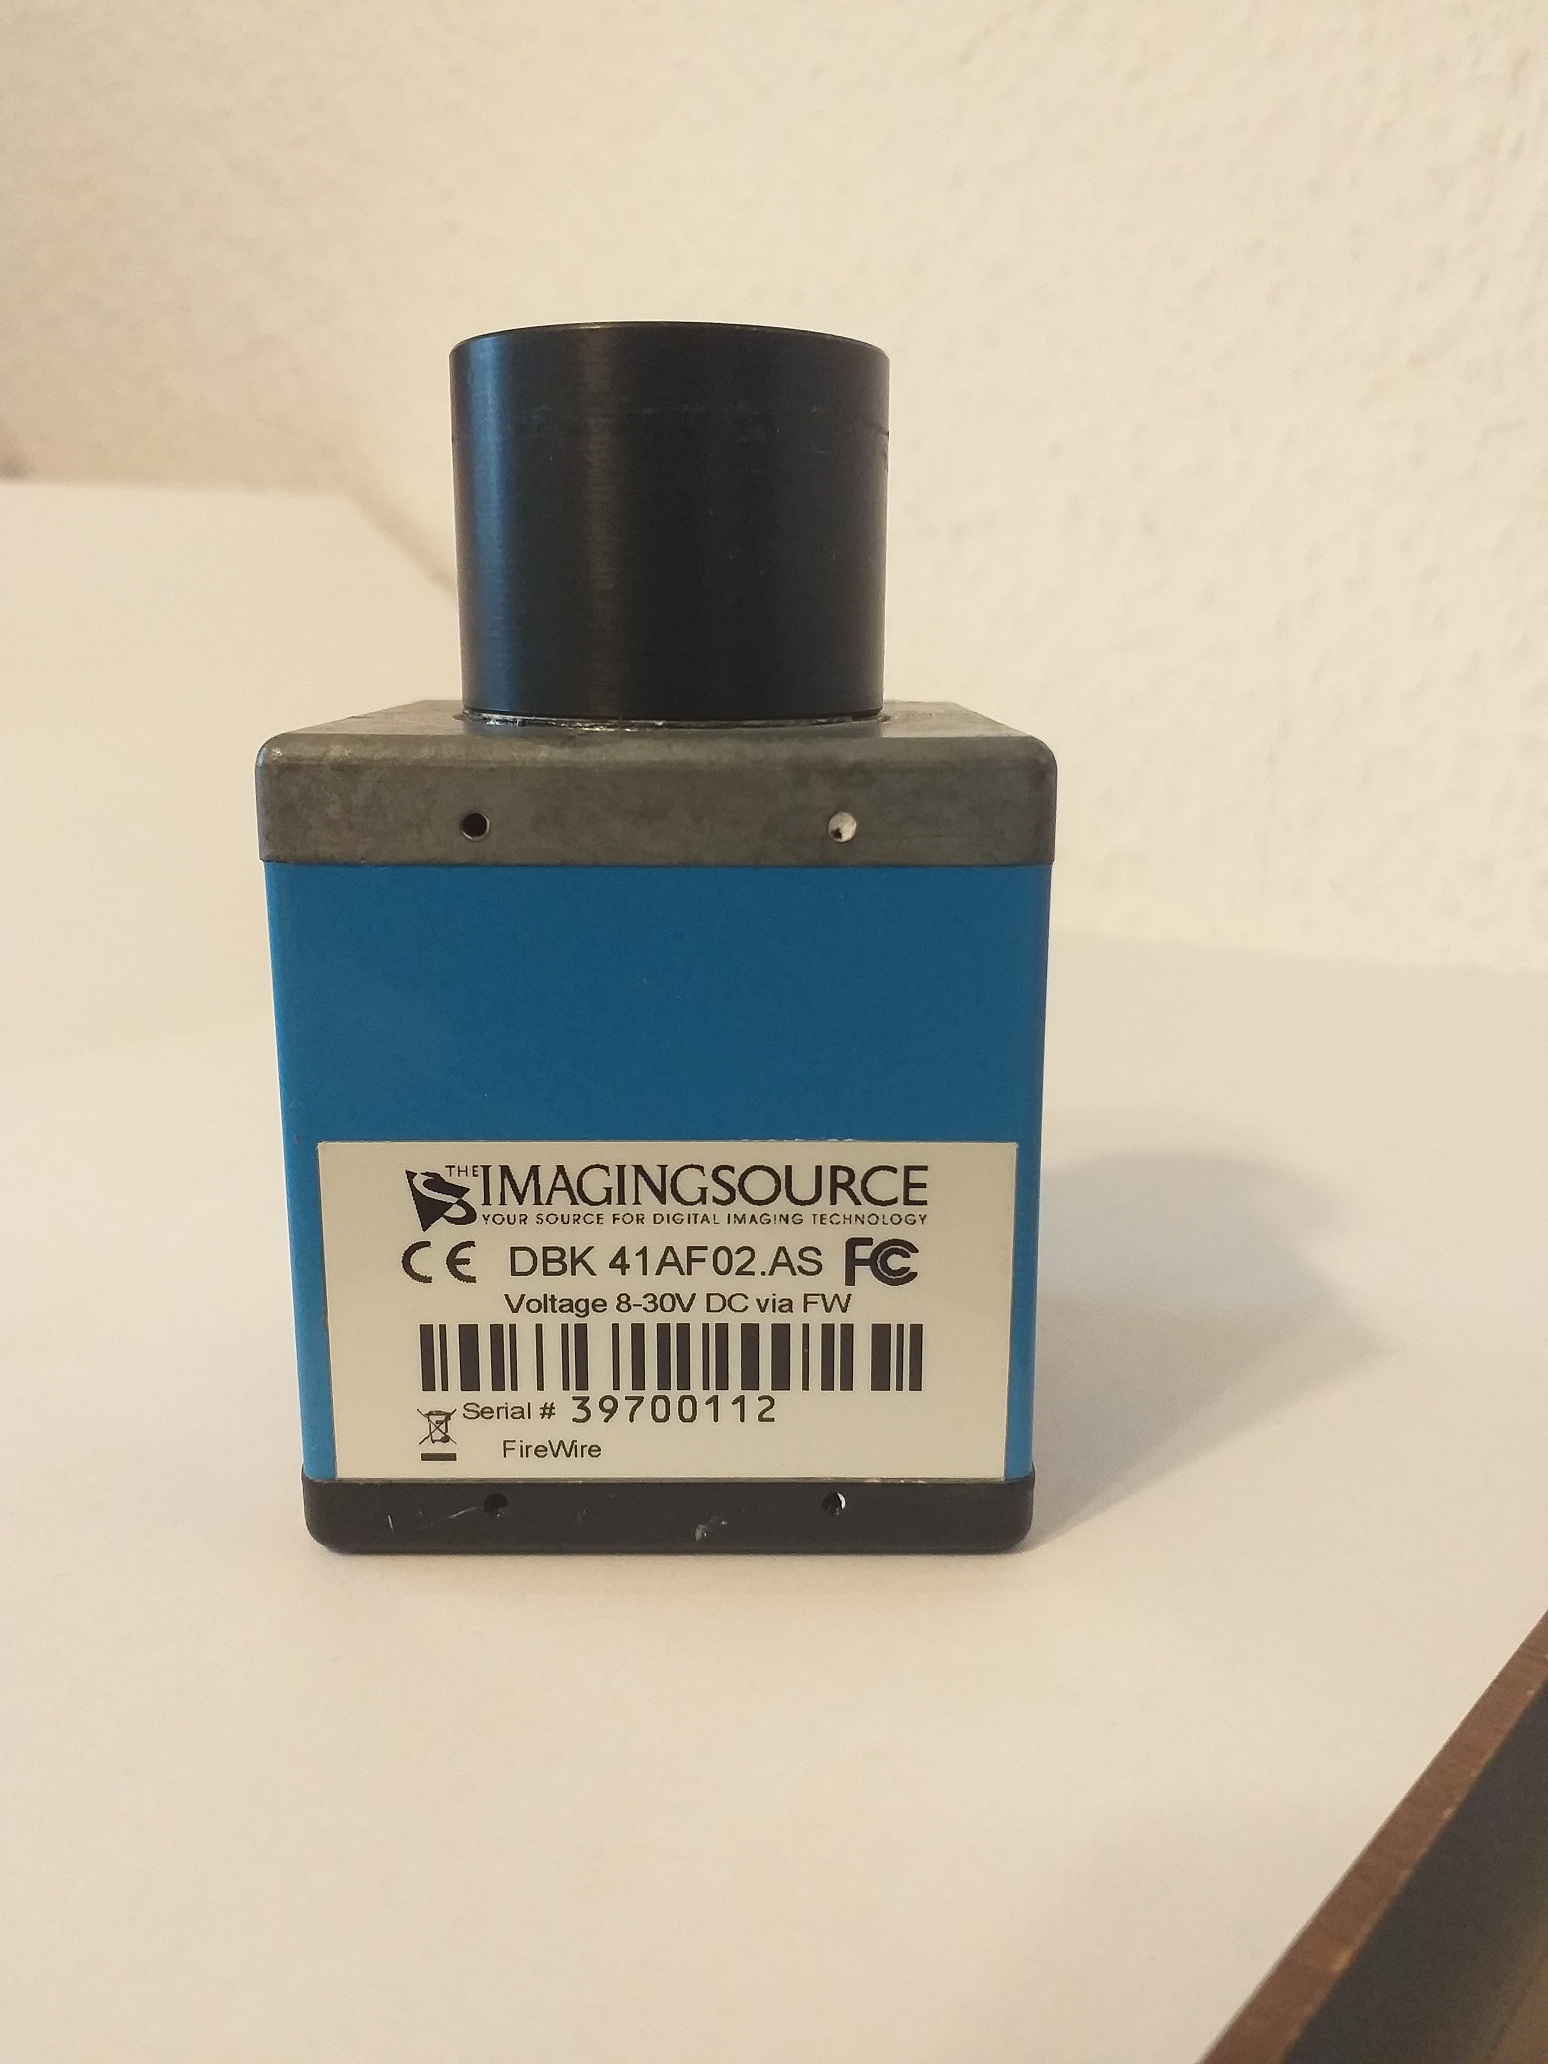 THE IMAGINGSOURCE
YOUR SOURCE FOR DIGITAL IMAGING TECHNOLOGY
CE DBK 41AF02.AS FC
Voltage 8-30V DC via FW
Serial # 39700112
FireWire